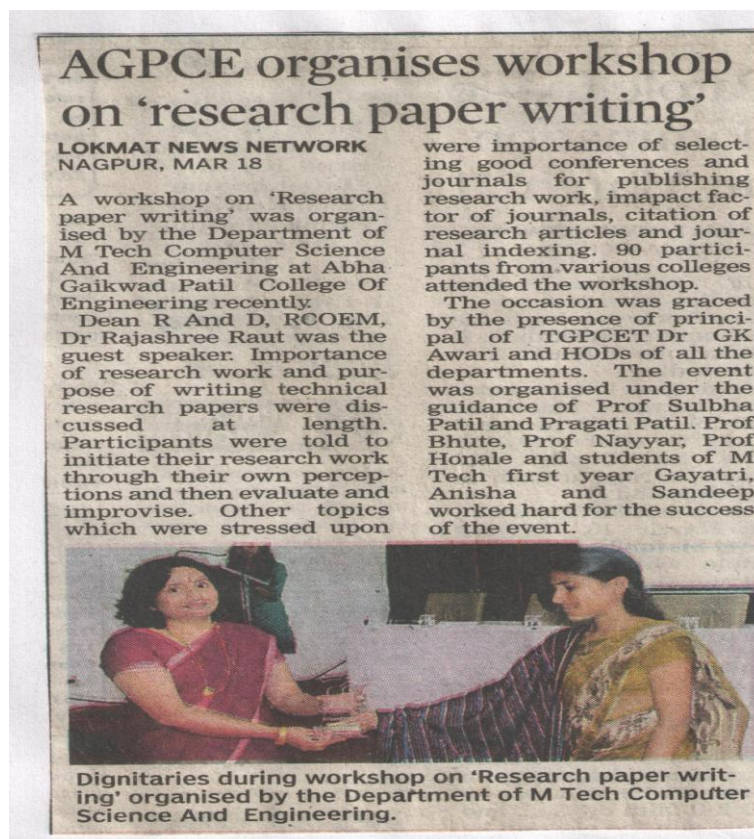 AGPCE organises workshop
on ‘research paper writing’
LOKMAT NEWS NETWORK
NAGPUR, MAR 18
A workshop on ‘Research
paper writing’ was organ-
ised by the Department of
M Tech Computer Science
And Engineering at Abha
Gaikwad Patil College Of
Engineering recently.
Dean R And D, RCOEM,
Dr Rajashree Raut was the
guest speaker. Importance
of research work and pur-
pose of writing technical
research papers were dis-
cussed at length.
Participants were told to
initiate their research work
through their own percep-
tions and then evaluate and
improvise. Other topics
which were stressed upon
were importance of select-
ing good conferences and
journals for publishing
research work, imapact fac-
tor of journals, citation of
research articles and jour-
nal indexing. 90 partici-
pants from various colleges
attended the workshop.
The occasion was graced
by the presence of princi-
pal of TGPCET Dr GK
Awari and HODs of all the
departments. The event
was organised under the
guidance of Prof Sulbha
Patil and Pragati Patil. Prof
Bhute, Prof Nayyar, Prof
Honale and students of M
Tech first year Gayatri,
Anisha and Sandeep
worked hard for the success
of the event.
Dignitaries during workshop on ‘Research paper writ-
ing’ organised by the Department of M Tech Computer
Science And Engineering.